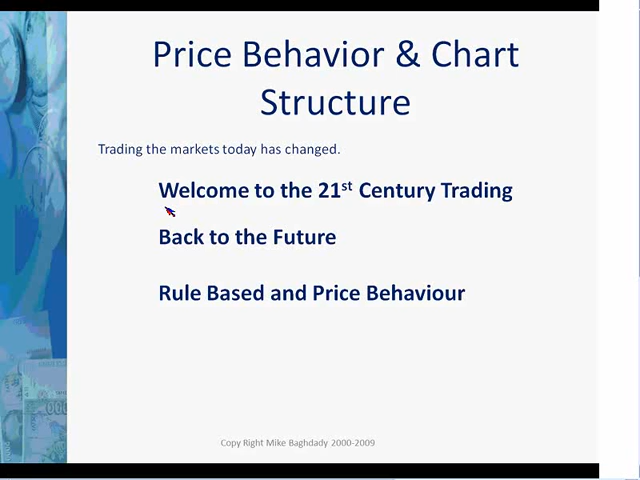 Price Behavior & Chart
Structure
Trading the markets today has changed.
Welcome to the 21st Century Trading
Back to the Future
Rule Based and Price Behaviour
Copy Right Mike Baghdady 2000-2009